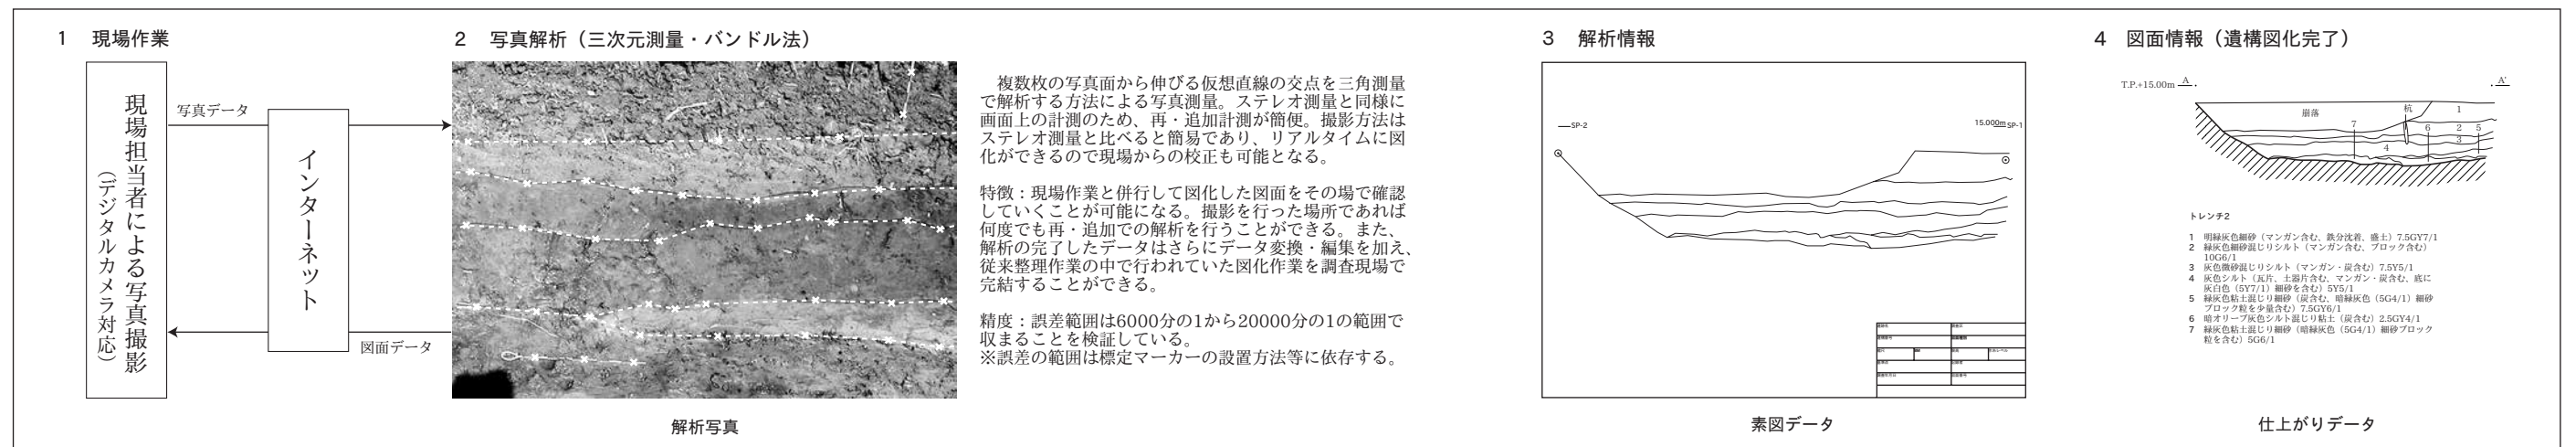 1 現場作業
現場担当者による写真撮影
（デジタルカメラ対応）
写真データ
インターネット
図面データ
2 写真解析（三次元測量・バンドル法）
解析写真
複数枚の写真面から伸びる仮想直線の交点を三角測量
で解析する方法による写真測量。ステレオ測量と同様に
画面上の計測のため、再・追加計測が簡便。撮影方法は
ステレオ測量と比べると簡易であり、リアルタイムに図
化ができるので現場からの校正も可能となる。
特徴：現場作業と併行して図化した図面をその場で確認
していくことが可能になる。撮影を行った場所であれば
何度でも再・追加での解析を行うことができる。また、
解析の完了したデータはさらにデータ変換・編集を加え、
従来整理作業の中で行われていた図化作業を調査現場で
完結することができる。
精度：誤差範囲は6000分の1から20000分の1の範囲で
収まることを検証している。
※誤差の範囲は標定マーカーの設置方法等に依存する。
3 解析情報
SP-2
15.000m SP-1
素図データ
4 図面情報（遺構図化完了）
T.P.+15.00m A
A'
崩落
杭
1
7
6
2
5
3
4
トレンチ2
1 明緑灰色細砂（マンガン含む、鉄分沈着、盛土）7.5GY7/1
2 緑灰色細砂混じりシルト（マンガン含む、ブロック含む）
10G6/1
3 灰色微砂混じりシルト（マンガン・炭含む）7.5Y5/1
4 灰色シルト（瓦片、土器片含む、マンガン・炭含む、底に
灰白色（5Y7/1）細砂を含む）5Y5/1
5 緑灰色粘土混じり細砂（炭含む、暗緑灰色（5G4/1）細砂
ブロック粒を少量含む）7.5GY6/1
6 暗オリーブ灰色シルト混じり粘土（炭含む）2.5GY4/1
7 緑灰色粘土混じり細砂（暗緑灰色（5G4/1）細砂ブロック
粒を含む）5G6/1
仕上がりデータ